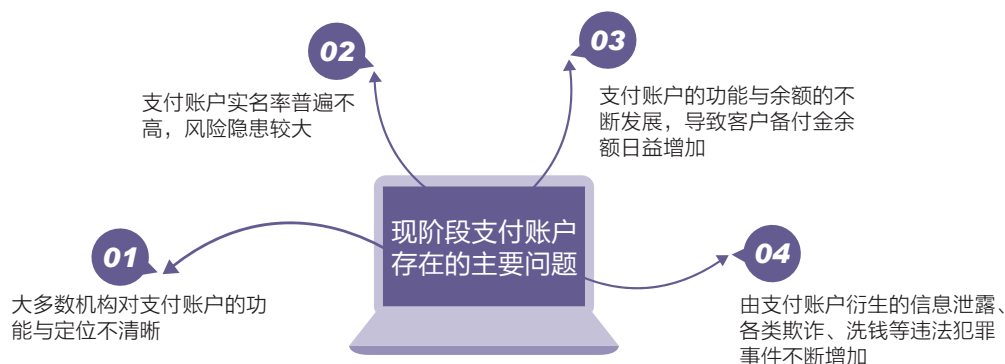 02
支付账户实名率普遍不
高，风险隐患较大
03
支付账户的功能与余额的不
断发展，导致客户备付金余
额日益增加
现阶段支付账户
存在的主要问题
01
大多数机构对支付账户的功
能与定位不清晰
04
由支付账户衍生的信息泄露、
各类欺诈、洗钱等违法犯罪
事件不断增加